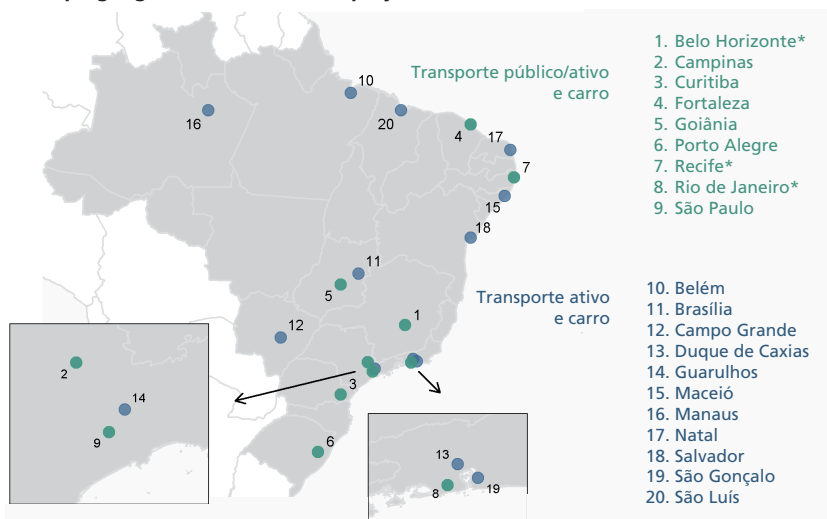 Transporte público/ativo
e carro
1. Belo Horizonte*
2. Campinas
3. Curitiba
4. Fortaleza
5. Goiânia
6. Porto Alegre
7. Recife*
8. Rio de Janeiro*
9. São Paulo
Transporte ativo
e carro
10. Belém
11. Brasília
12. Campo Grande
13. Duque de Caxias
14. Guarulhos
15. Maceió
16. Manaus
17. Natal
18. Salvador
19. São Gonçalo
20. São Luís
10
16
20
4
17
7
15
18
11
5
1
12
3
6
2
14
9
13
8
19